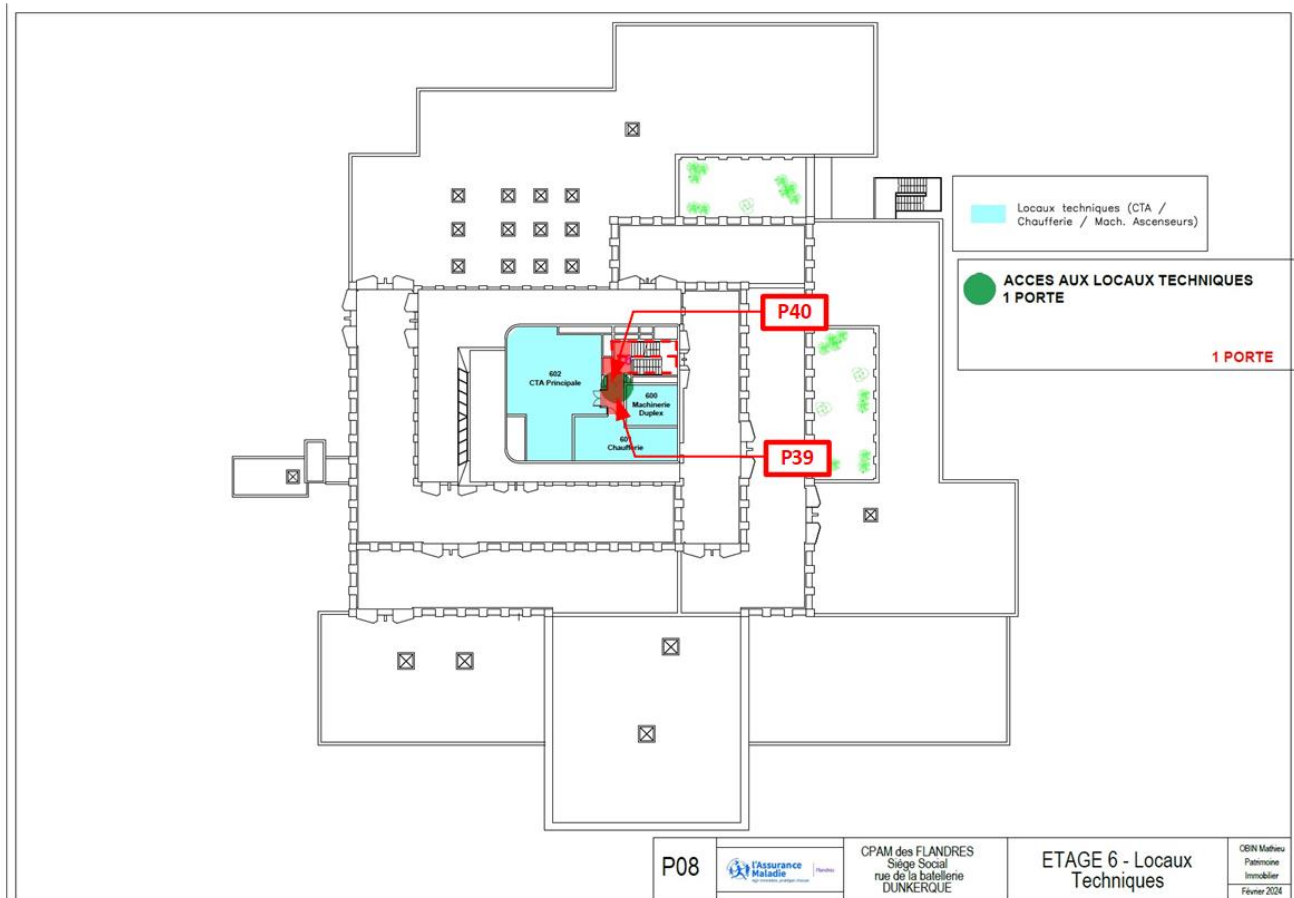 Locaux techniques (CTA /
Chaufferie / Mach. Ascenseurs)
ACCES AUX LOCAUX TECHNIQUES
1 PORTE
1 PORTE
P40
602
CTA Principale
600
Machinerie
Duplex
Chaufferie
P39
P08
l'Assurance
Maladie
Flandres
CPAM des FLANDRES
Siège Social
rue de la batellerie
DUNKERQUE
ETAGE 6 - Locaux
Techniques
OBIN Mathieu
Patrimoine
Immobilier
Février 2024